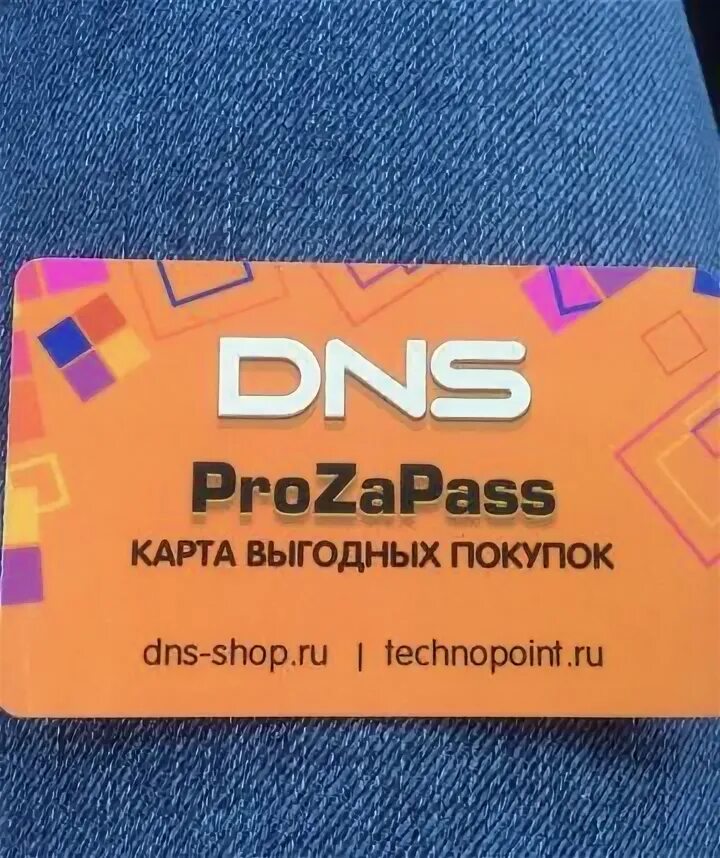 DNS
ProZaPass
КАРТА ВЫГОДНЫХ ПОКУПОК
dns-shop.ru | technopoint.ru